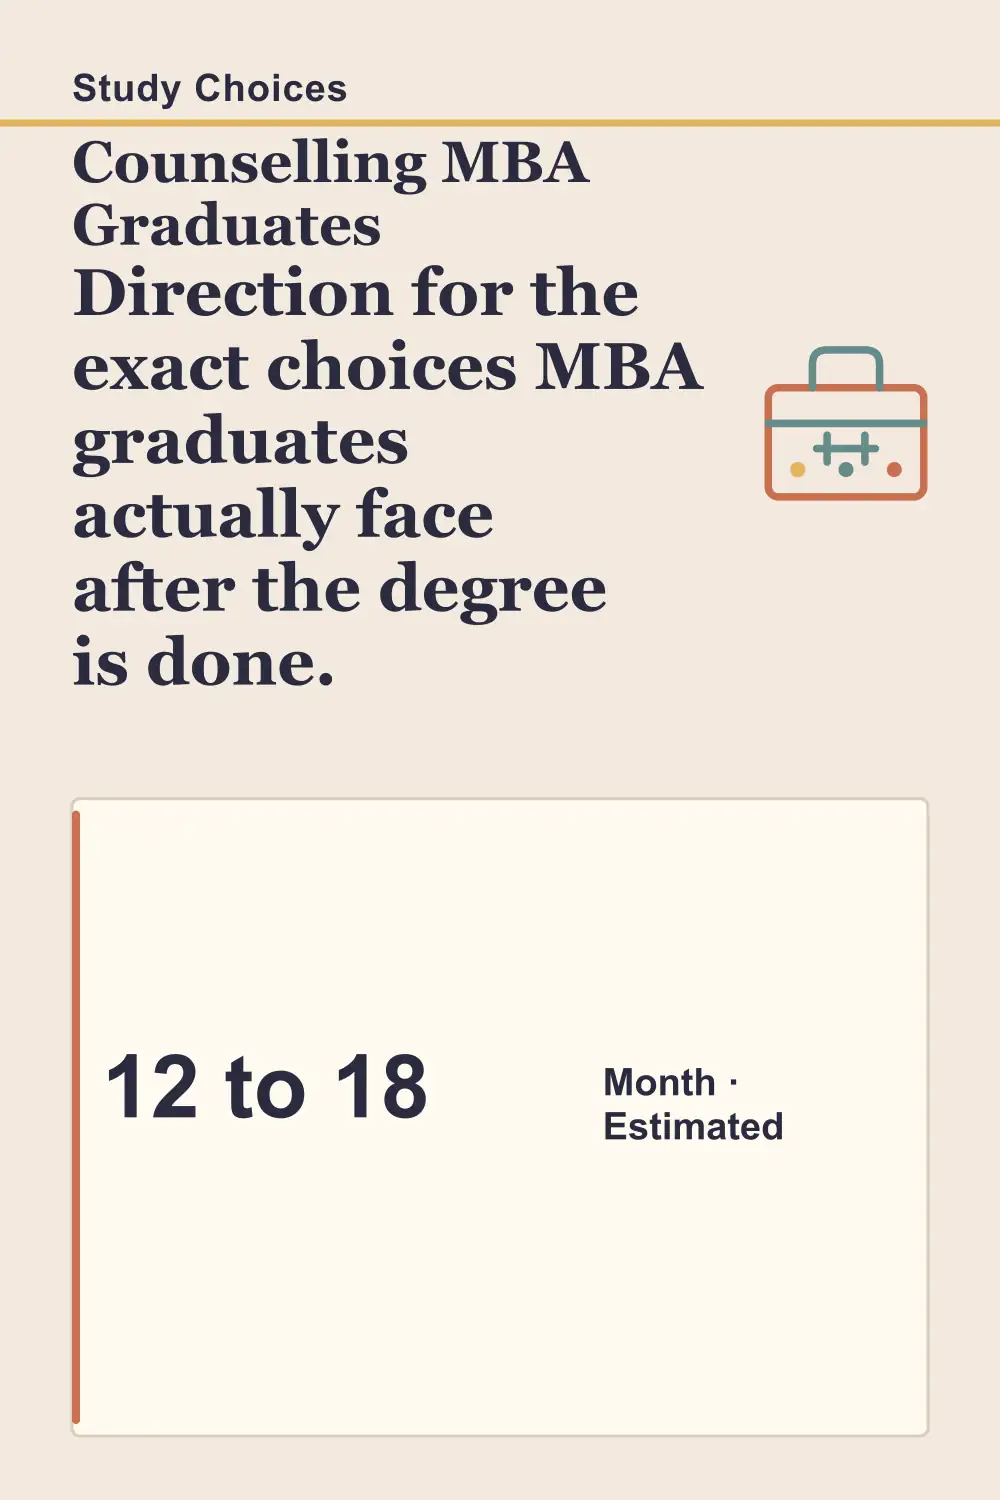 Study Choices
Counselling MBA
Graduates
Direction for the
exact choices MBA
graduates
actually face
after the degree
is done.
12 to 18
Month ·
Estimated